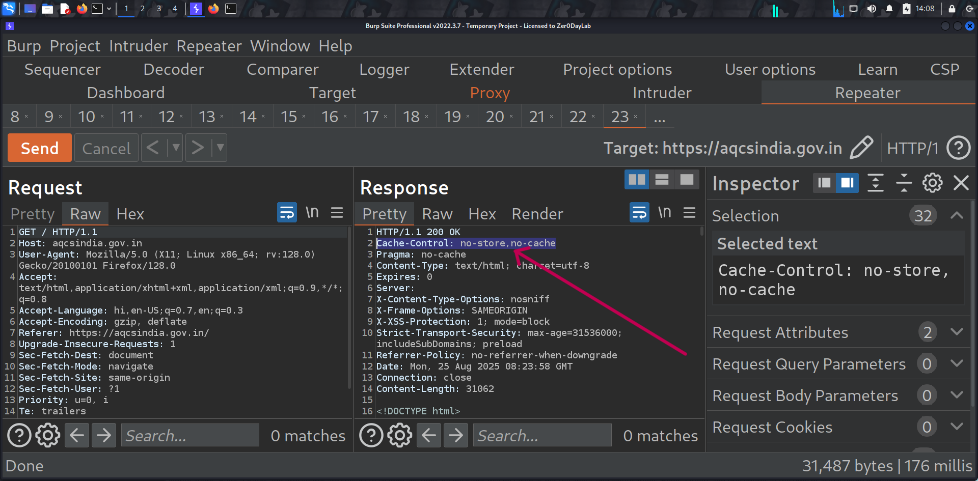 1 2 3 4 14:08
Burp Suite Professional v2022.3.7 - Temporary Project - Licensed to Zer0DayLab
Burp Project Intruder Repeater Window Help
Sequencer Decoder Comparer Logger Extender Project options User options Learn CSP
Dashboard Target Proxy Intruder Repeater
8 × 9 × 10 × 11 × 12 × 13 × 14 × 15 × 16 × 17 × 18 × 19 × 20 × 21 × 22 × 23 × ...
Send Cancel < > Target: https://aqcsindia.gov.in HTTP/1 ?
Request
Pretty Raw Hex \n
1 GET / HTTP/1.1
2 Host: aqcsindia.gov.in
3 User-Agent: Mozilla/5.0 (X11; Linux x86_64; rv:128.0)
Gecko/20100101 Firefox/128.0
4 Accept:
text/html,application/xhtml+xml,application/xml;q=0.9,*/*;
q=0.8
5 Accept-Language: hi,en-US;q=0.7,en;q=0.3
6 Accept-Encoding: gzip, deflate
7 Referer: https://aqcsindia.gov.in/
8 Upgrade-Insecure-Requests: 1
9 Sec-Fetch-Dest: document
10 Sec-Fetch-Mode: navigate
11 Sec-Fetch-Site: same-origin
12 Sec-Fetch-User: ?1
13 Priority: u=0, i
14 Te: trailers
? Search... 0 matches
Response
Pretty Raw Hex Render \n
1 HTTP/1.1 200 OK
2 Cache-Control: no-store,no-cache
3 Pragma: no-cache
4 Content-Type: text/html; charset=utf-8
5 Expires: 0
6 Server:
7 X-Content-Type-Options: nosniff
8 X-Frame-Options: SAMEORIGIN
9 X-XSS-Protection: 1; mode=block
10 Strict-Transport-Security: max-age=31536000;
includeSubDomains; preload
11 Referrer-Policy: no-referrer-when-downgrade
12 Date: Mon, 25 Aug 2025 08:23:58 GMT
13 Connection: close
14 Content-Length: 31062
15
16 <!DOCTYPE html>
? Search... 0 matches
Inspector
Selection 32
Selected text
Cache-Control: no-store,
no-cache
Request Attributes 2
Request Query Parameters 0
Request Body Parameters 0
Request Cookies 0
Done 31,487 bytes | 176 millis